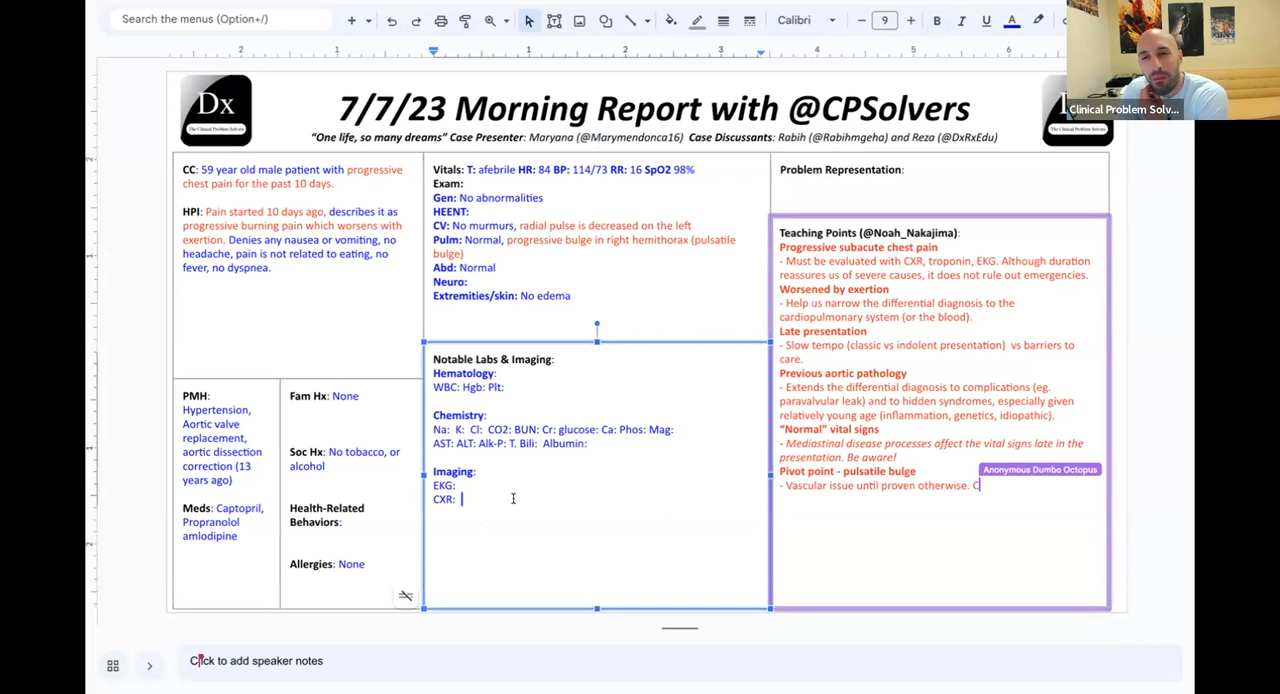 Search the menus (Option+/)
Calibri
9
B I U A
2 1 1 2 3 4 5 6
Dx
The Clinical Problem Solvers
7/7/23 Morning Report with @CPSolvers
"One life, so many dreams" Case Presenter: Maryana (@Marymendonca16) Case Discussants: Rabih (@Rabihmgeha) and Reza (@DxRxEdu)
Clinical Problem Solv...
CC: 59 year old male patient with progressive
chest pain for the past 10 days.
HPI: Pain started 10 days ago, describes it as
progressive burning pain which worsens with
exertion. Denies any nausea or vomiting, no
headache, pain is not related to eating, no
fever, no dyspnea.
PMH:
Hypertension,
Aortic valve
replacement,
aortic dissection
correction (13
years ago)
Meds: Captopril,
Propranolol
amlodipine
Fam Hx: None
Soc Hx: No tobacco, or
alcohol
Health-Related
Behaviors:
Allergies: None
Vitals: T: afebrile HR: 84 BP: 114/73 RR: 16 SpO2 98%
Exam:
Gen: No abnormalities
HEENT:
CV: No murmurs, radial pulse is decreased on the left
Pulm: Normal, progressive bulge in right hemithorax (pulsatile
bulge)
Abd: Normal
Neuro:
Extremities/skin: No edema
Notable Labs & Imaging:
Hematology:
WBC: Hgb: Plt:
Chemistry:
Na: K: Cl: CO2: BUN: Cr: glucose: Ca: Phos: Mag:
AST: ALT: Alk-P: T. Bili: Albumin:
Imaging:
EKG:
CXR:
Problem Representation:
Teaching Points (@Noah_Nakajima):
Progressive subacute chest pain
- Must be evaluated with CXR, troponin, EKG. Although duration
reassures us of severe causes, it does not rule out emergencies.
Worsened by exertion
- Help us narrow the differential diagnosis to the
cardiopulmonary system (or the blood).
Late presentation
- Slow tempo (classic vs indolent presentation) vs barriers to
care.
Previous aortic pathology
- Extends the differential diagnosis to complications (eg.
paravalvular leak) and to hidden syndromes, especially given
relatively young age (inflammation, genetics, idiopathic).
"Normal" vital signs
- Mediastinal disease processes affect the vital signs late in the
presentation. Be aware!
Pivot point - pulsatile bulge
Anonymous Dumbo Octopus
- Vascular issue until proven otherwise. C
Click to add speaker notes